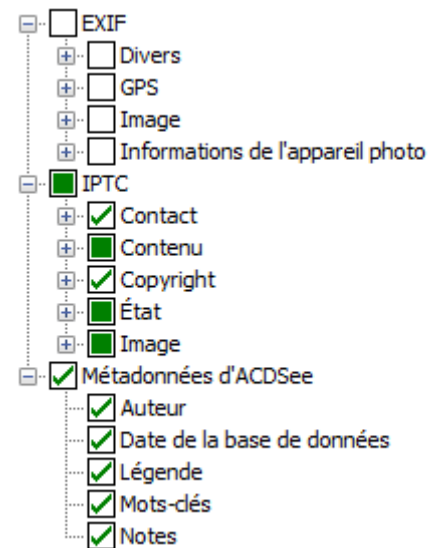 EXIF
Divers
GPS
Image
Informations de l'appareil photo
IPTC
Contact
Contenu
Copyright
État
Image
Métadonnées d'ACDSee
Auteur
Date de la base de données
Légende
Mots-clés
Notes